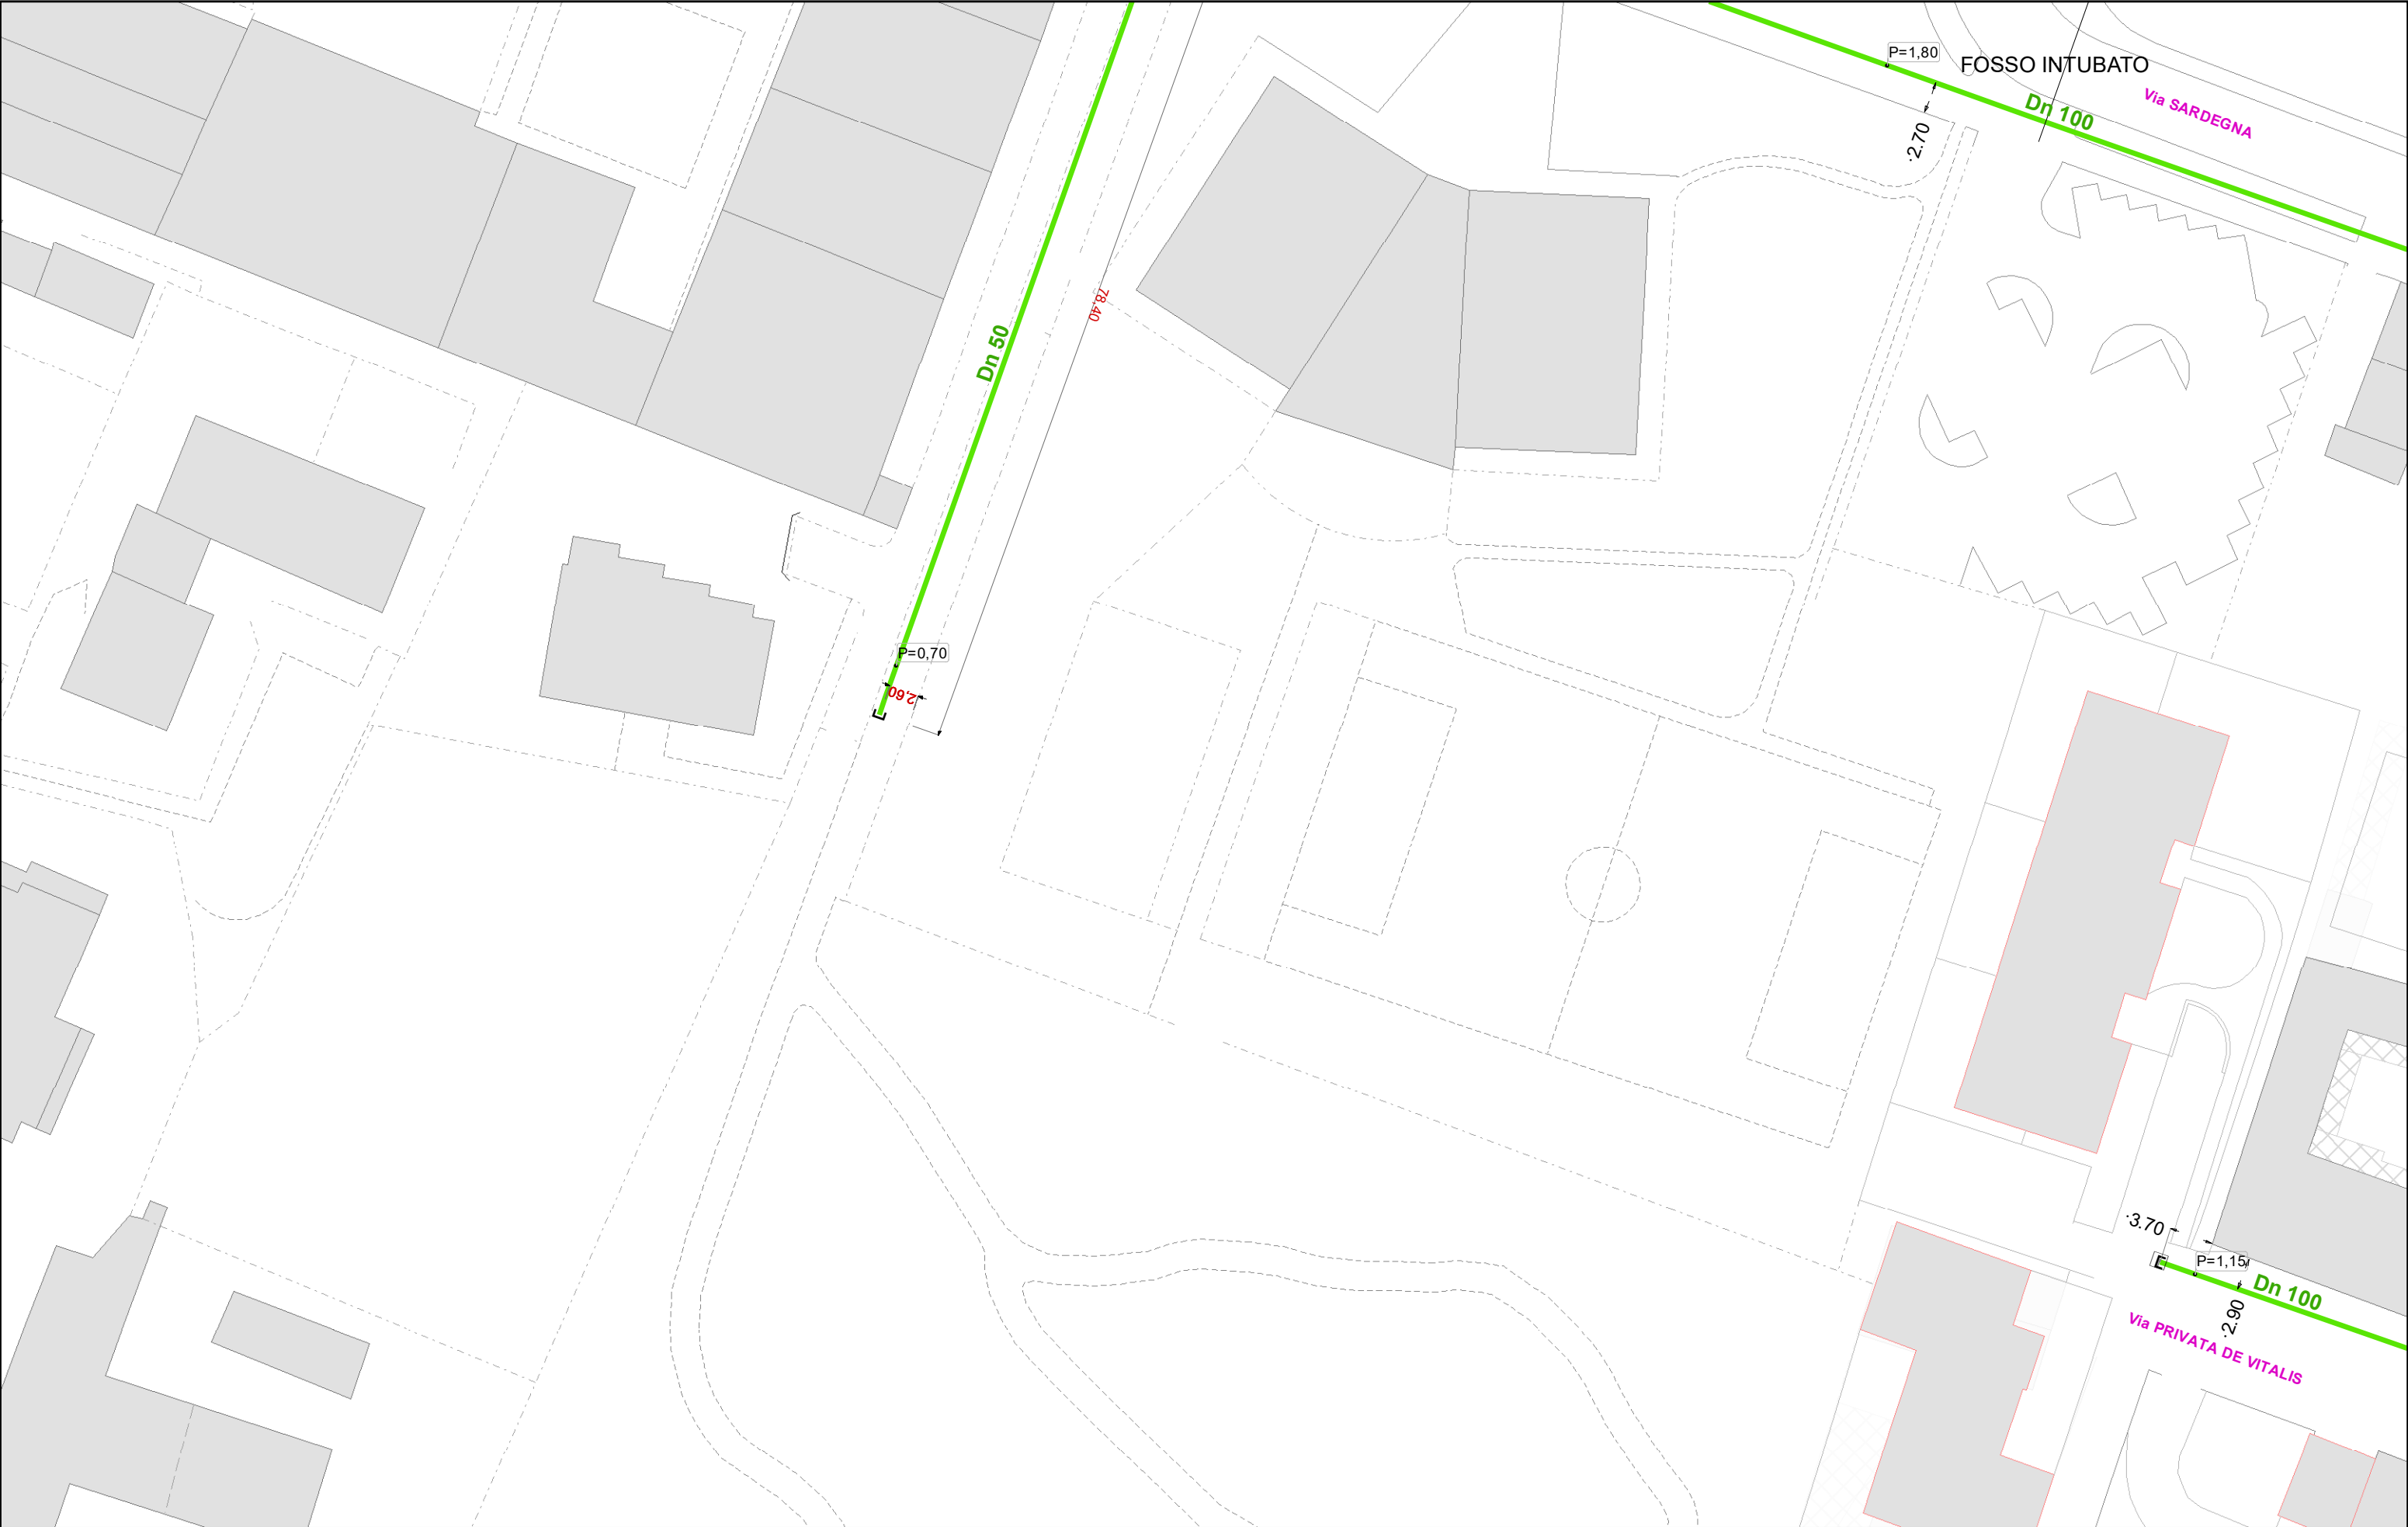 P=1,80
FOSSO INTUBATO
Via SARDEGNA
Dn 100
.2.70
78.40
Dn 50
P=0,70
2.60
.3.70
P=1,15
Dn 100
.2.90
Via PRIVATA DE VITALIS